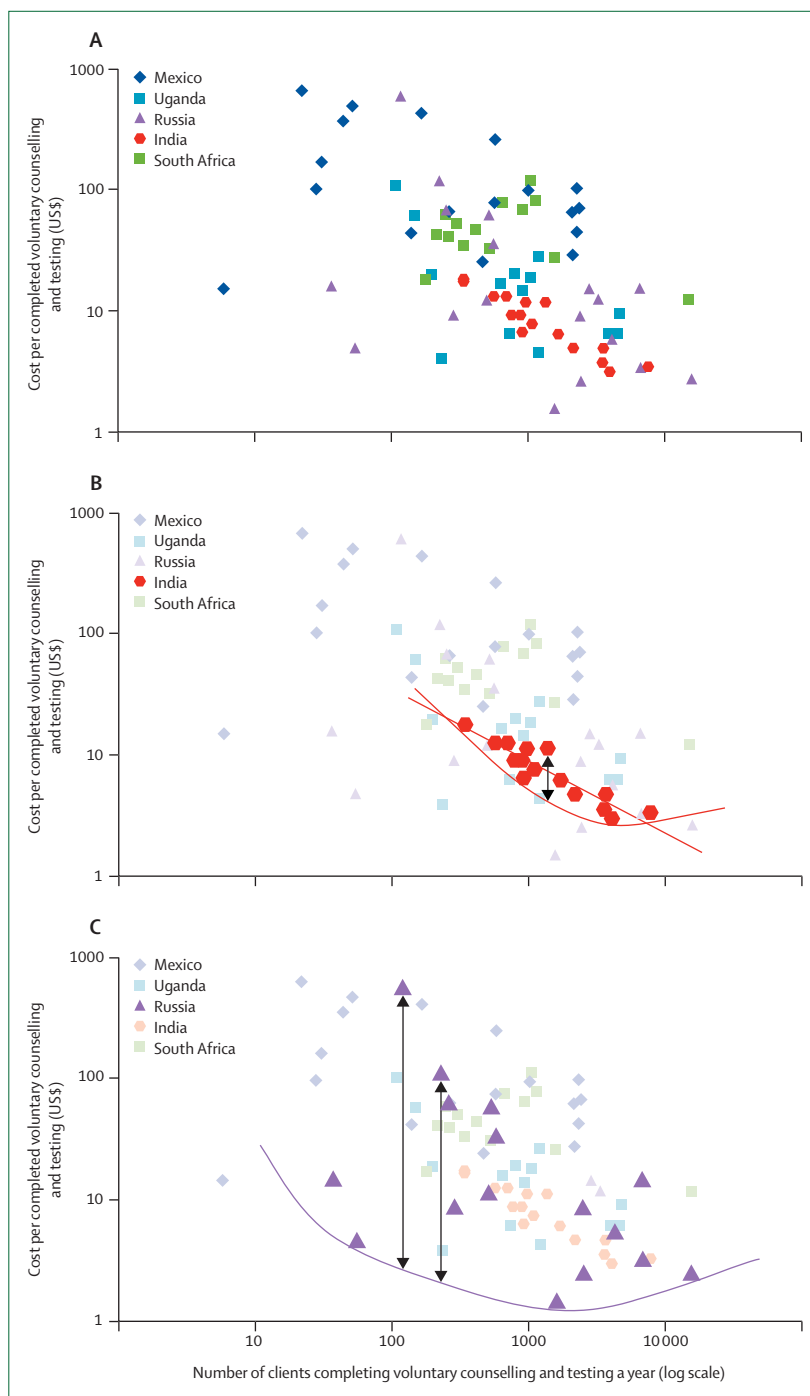 A
1000
100
10
1
Cost per completed voluntary counselling
and testing (US$)
Mexico
Uganda
Russia
India
South Africa
B
1000
100
10
1
Cost per completed voluntary counselling
and testing (US$)
Mexico
Uganda
Russia
India
South Africa
C
1000
100
10
1
Cost per completed voluntary counselling
and testing (US$)
Mexico
Uganda
Russia
India
South Africa
10
100
1000
10 000
Number of clients completing voluntary counselling and testing a year (log scale)